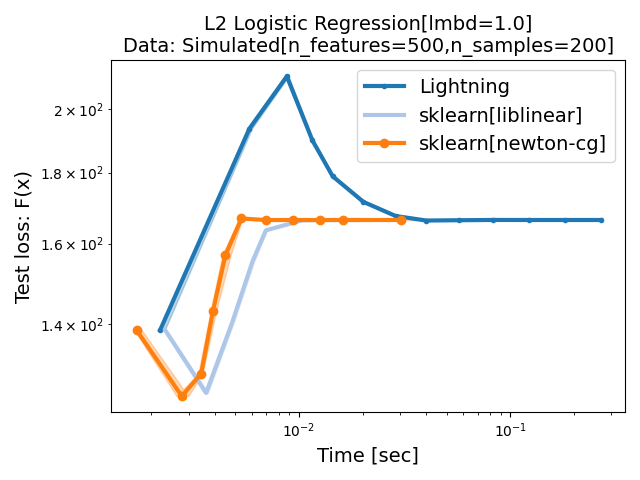 L2 Logistic Regression[lmbd=1.0]
Data: Simulated[n_features=500,n_samples=200]
Lightning
sklearn[liblinear]
sklearn[newton-cg]
Test loss: F(x)
2 × 10²
1.8 × 10²
1.6 × 10²
1.4 × 10²
10⁻²
10⁻¹
Time [sec]